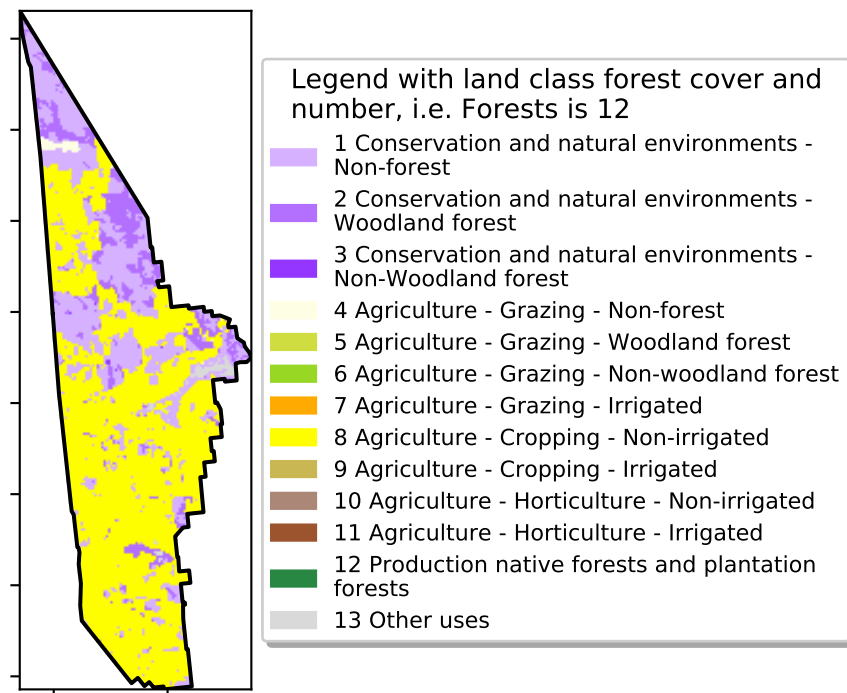 Legend with land class forest cover and
number, i.e. Forests is 12
1 Conservation and natural environments -
Non-forest
2 Conservation and natural environments -
Woodland forest
3 Conservation and natural environments -
Non-Woodland forest
4 Agriculture - Grazing - Non-forest
5 Agriculture - Grazing - Woodland forest
6 Agriculture - Grazing - Non-woodland forest
7 Agriculture - Grazing - Irrigated
8 Agriculture - Cropping - Non-irrigated
9 Agriculture - Cropping - Irrigated
10 Agriculture - Horticulture - Non-irrigated
11 Agriculture - Horticulture - Irrigated
12 Production native forests and plantation
forests
13 Other uses